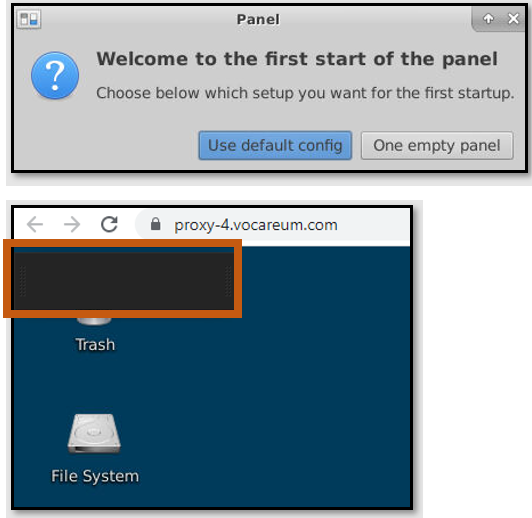 Panel
Welcome to the first start of the panel
Choose below which setup you want for the first startup.
Use default config
One empty panel
proxy-4.vocareum.com
Trash
File System